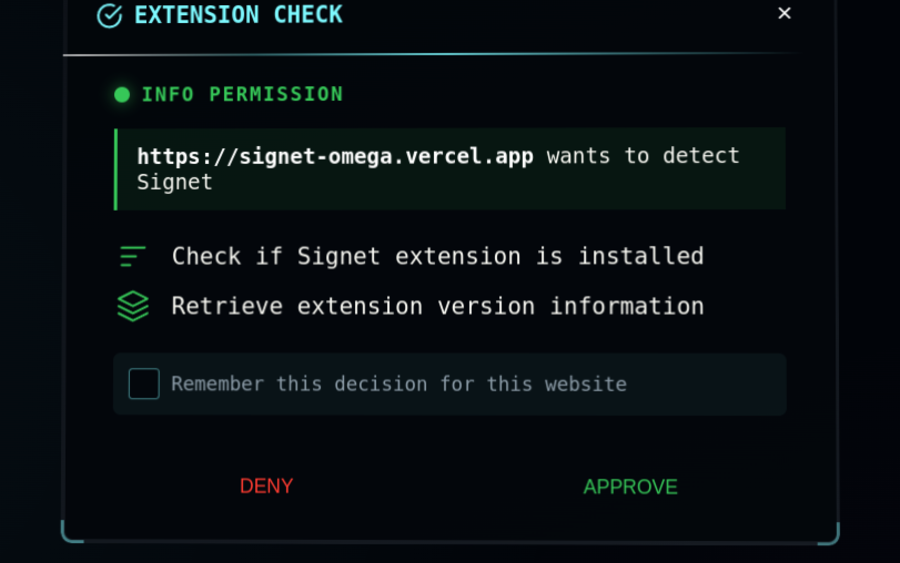 EXTENSION CHECK
×
INFO PERMISSION
https://signet-omega.vercel.app wants to detect
Signet
Check if Signet extension is installed
Retrieve extension version information
Remember this decision for this website
DENY
APPROVE